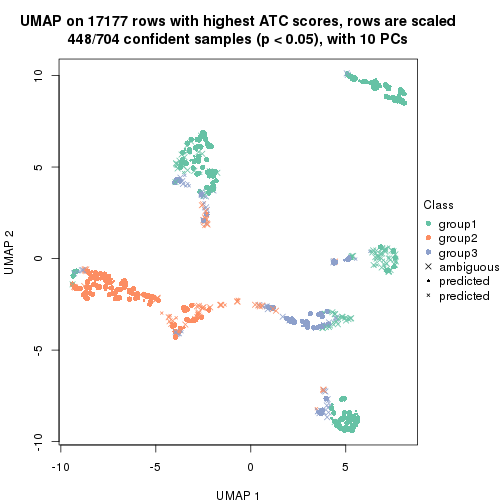 UMAP on 17177 rows with highest ATC scores, rows are scaled
448/704 confident samples (p < 0.05), with 10 PCs
10
5
0
-5
-10
UMAP 2
-10 -5 0 5
UMAP 1
Class
group1
group2
group3
ambiguous
predicted
predicted